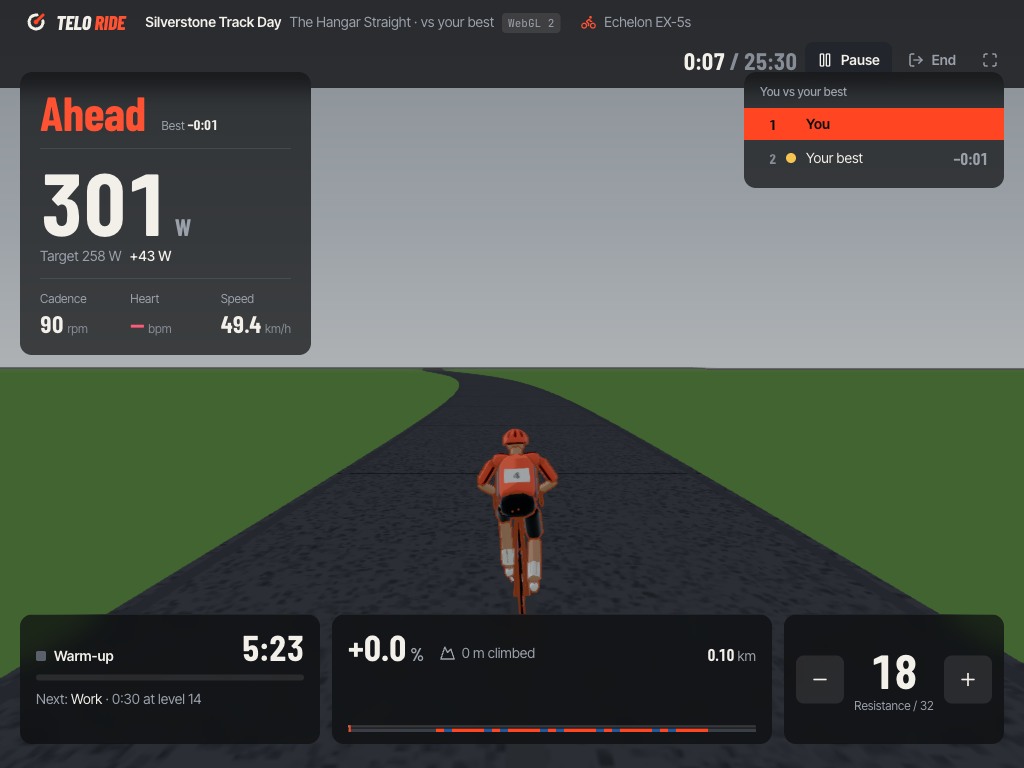 TELO RIDE Silverstone Track Day The Hangar Straight · vs your best WebGL 2 Echelon EX-5s
0:07 / 25:30 Pause End
Ahead Best −0:01
301 W
Target 258 W +43 W
Cadence Heart Speed
90 rpm – bpm 49.4 km/h
You vs your best
1 You
2 Your best −0:01
4
Warm-up 5:23
Next: Work · 0:30 at level 14
+0.0 % 0 m climbed 0.10 km
− 18 +
Resistance / 32